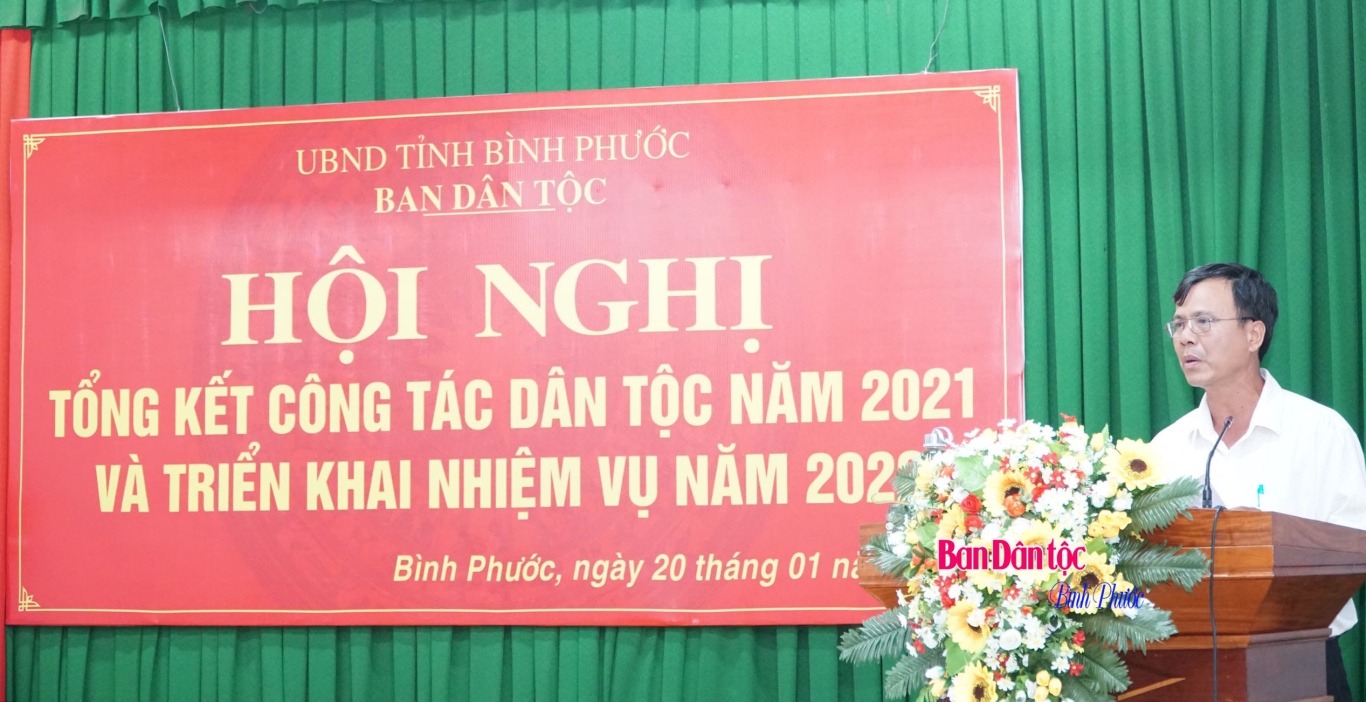 UBND TỈNH BÌNH PHƯỚC
BAN DÂN TỘC
HỘI NGHỊ
TỔNG KẾT CÔNG TÁC DÂN TỘC NĂM 2021
VÀ TRIỂN KHAI NHIỆM VỤ NĂM 2022
Bình Phước, ngày 20 tháng 01
Ban Dân tộc
Bình Phước